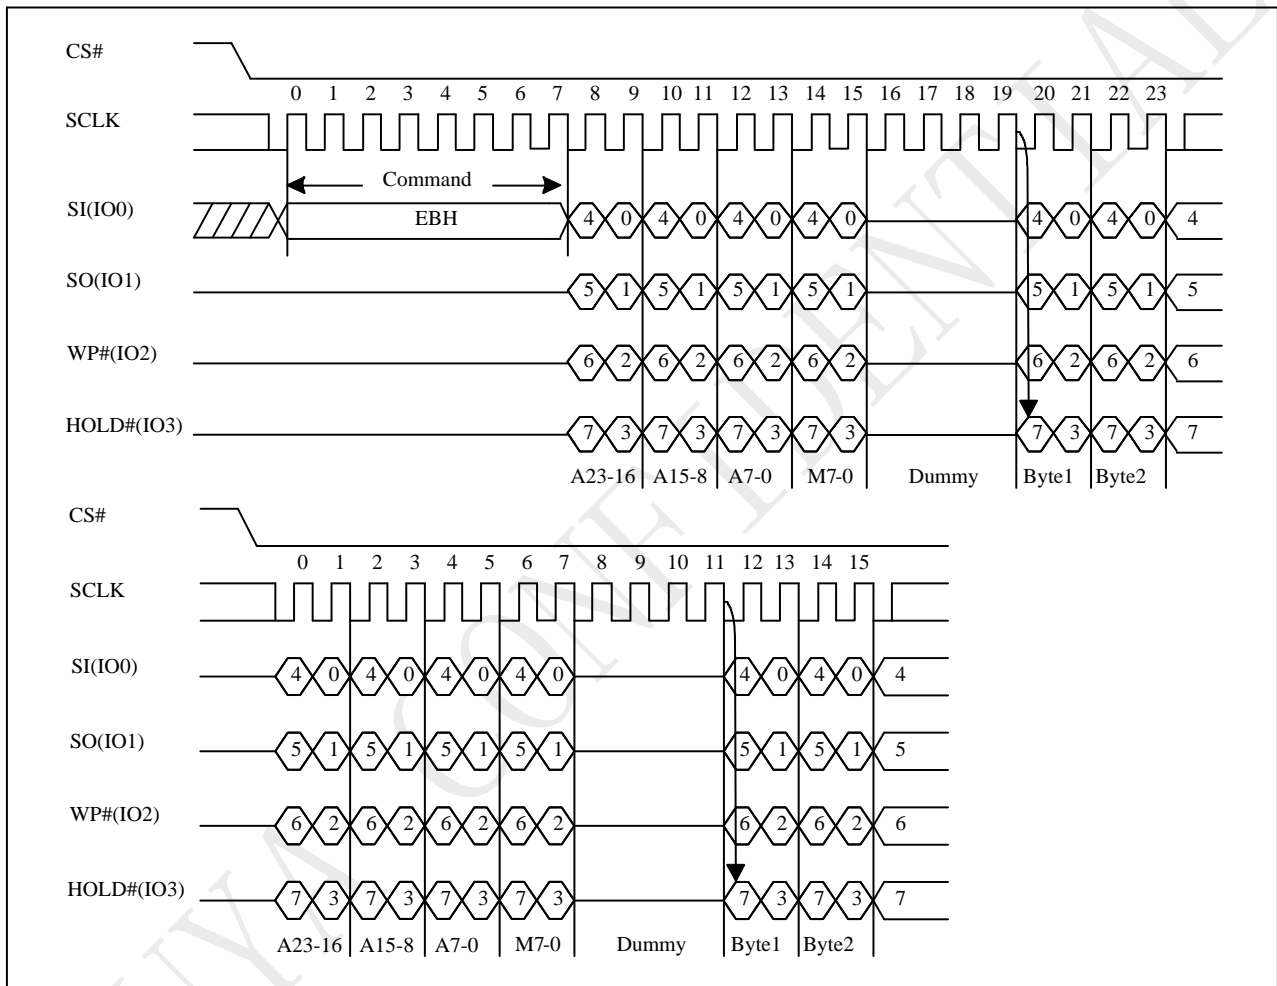 CS#
0 1 2 3 4 5 6 7 8 9 10 11 12 13 14 15 16 17 18 19 20 21 22 23
SCLK
Command
SI(IO0) EBH 4 0 4 0 4 0 4 0 4 0 4 0 4
SO(IO1) 5 1 5 1 5 1 5 1 5 1 5 1 5
WP#(IO2) 6 2 6 2 6 2 6 2 6 2 6 2 6
HOLD#(IO3) 7 3 7 3 7 3 7 3 7 3 7 3 7
A23-16 A15-8 A7-0 M7-0 Dummy Byte1 Byte2
CS#
0 1 2 3 4 5 6 7 8 9 10 11 12 13 14 15
SCLK
SI(IO0) 4 0 4 0 4 0 4 0 4 0 4 0 4
SO(IO1) 5 1 5 1 5 1 5 1 5 1 5 1 5
WP#(IO2) 6 2 6 2 6 2 6 2 6 2 6 2 6
HOLD#(IO3) 7 3 7 3 7 3 7 3 7 3 7 3 7
A23-16 A15-8 A7-0 M7-0 Dummy Byte1 Byte2
CONFIDENTIAL